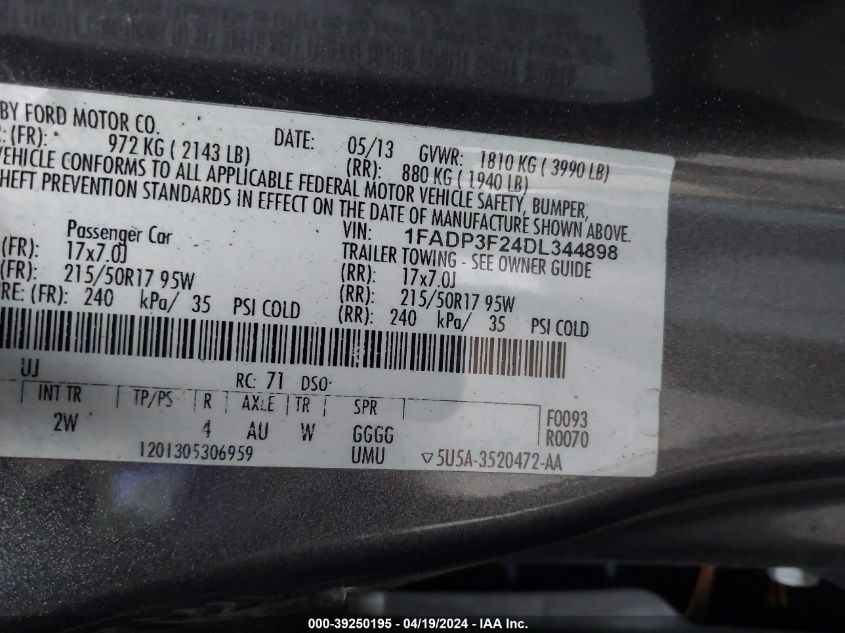 BY FORD MOTOR CO.
DATE: 05/13 GVWR: 1810 KG ( 3990 LB)
(FR): 972 KG ( 2143 LB) (RR): 880 KG ( 1940 LB)
VEHICLE CONFORMS TO ALL APPLICABLE FEDERAL MOTOR VEHICLE SAFETY, BUMPER,
HEFT PREVENTION STANDARDS IN EFFECT ON THE DATE OF MANUFACTURE SHOWN ABOVE.
VIN: 1FADP3F24DL344898
Passenger Car TRAILER TOWING - SEE OWNER GUIDE
(FR): 17x7.0J (RR): 17x7.0J
(FR): 215/50R17 95W (RR): 215/50R17 95W
RE: (FR): 240 kPa/ 35 PSI COLD (RR): 240 kPa/ 35 PSI COLD
UJ RC: 71 DSO:
INT TR TP/PS R AXLE TR SPR F0093
2W 4 AU W GGGG R0070
1201305306959 UMU ▽5U5A-3520472-AA
000-39250195 - 04/19/2024 - IAA Inc.